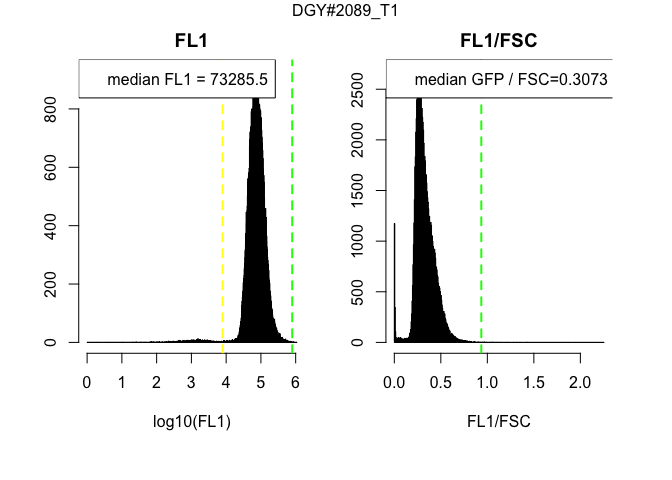 DGY#2089_T1
FL1
median FL1 = 73285.5
0
200
400
600
800
0 1 2 3 4 5 6
log10(FL1)
FL1/FSC
median GFP / FSC=0.3073
0
500
1000
1500
2000
2500
0.0 0.5 1.0 1.5 2.0
FL1/FSC